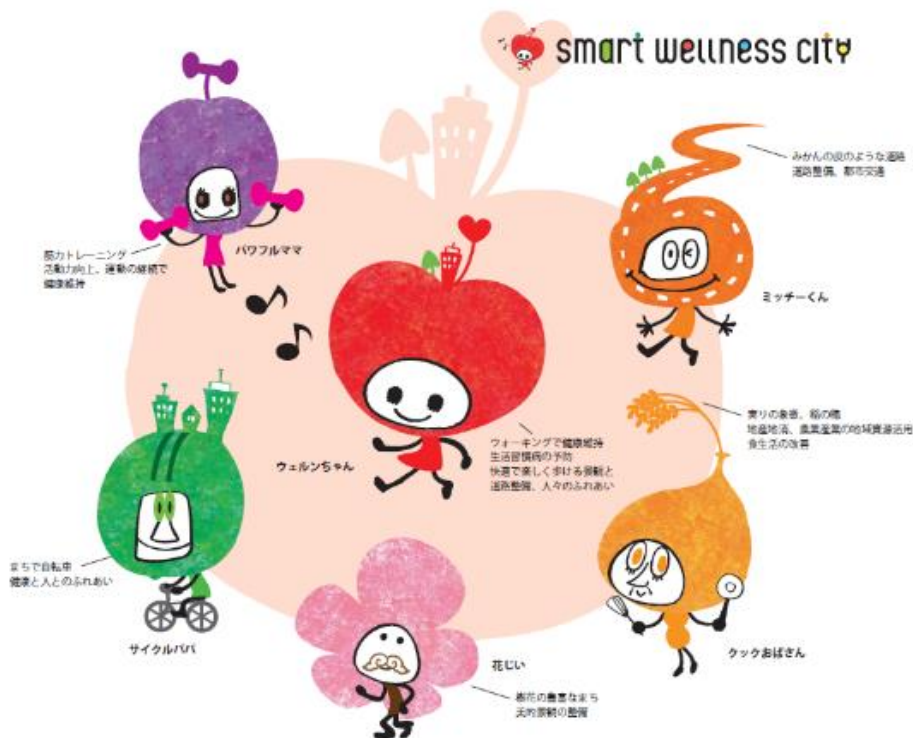 smart wellness city
みかんの皮のような道路
道路整備、都市交通
ミッチーくん
筋力トレーニング
活動力向上、運動の継続で
健康維持
パワフルママ
実りの象徴、稲の穂
地産地消、農業産業の地域資源活用
食生活の改善
クックおばさん
ウォーキングで健康維持
生活習慣病の予防
快適で楽しく歩ける景観と
道路整備、人々のふれあい
ウェルンちゃん
まちで自転車
健康と人とのふれあい
サイクルパパ
花じい
樹花の豊富なまち
美的景観の整備